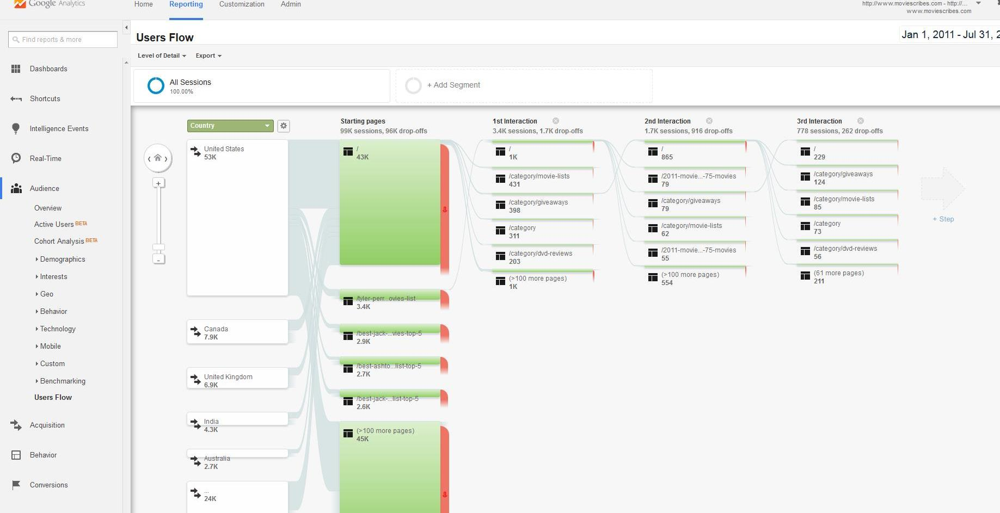 Google Analytics
Home
Reporting
Customization
Admin
http://www.moviescribes.com - http://...
www.moviescribes.com
Find reports & more
Users Flow
Jan 1, 2011 - Jul 31, 2
Level of Detail
Export
All Sessions
100.00%
+ Add Segment
Dashboards
Shortcuts
Intelligence Events
Real-Time
Audience
Overview
Active Users BETA
Cohort Analysis BETA
Demographics
Interests
Geo
Behavior
Technology
Mobile
Custom
Benchmarking
Users Flow
Acquisition
Behavior
Conversions
Country
United States
53K
Canada
7.9K
United Kingdom
6.9K
India
4.3K
Australia
2.7K
...
24K
Starting pages
99K sessions, 96K drop-offs
/
43K
/tyler-perr...ovies-list
3.4K
/best-jack-...vies-top-5
2.9K
/best-ashto...list-top-5
2.7K
/best-jack-...list-top-5
2.6K
(>100 more pages)
45K
1st Interaction
3.4K sessions, 1.7K drop-offs
/
1K
/category/movie-lists
431
/category/giveaways
398
/category
311
/category/dvd-reviews
203
(>100 more pages)
1K
2nd Interaction
1.7K sessions, 916 drop-offs
/
865
/2011-movie...-75-movies
79
/category/giveaways
79
/category/movie-lists
62
/2011-movie...-75-movies
55
(>100 more pages)
554
3rd Interaction
778 sessions, 262 drop-offs
/
229
/category/giveaways
124
/category/movie-lists
85
/category
73
/category/dvd-reviews
56
(61 more pages)
211
+ Step